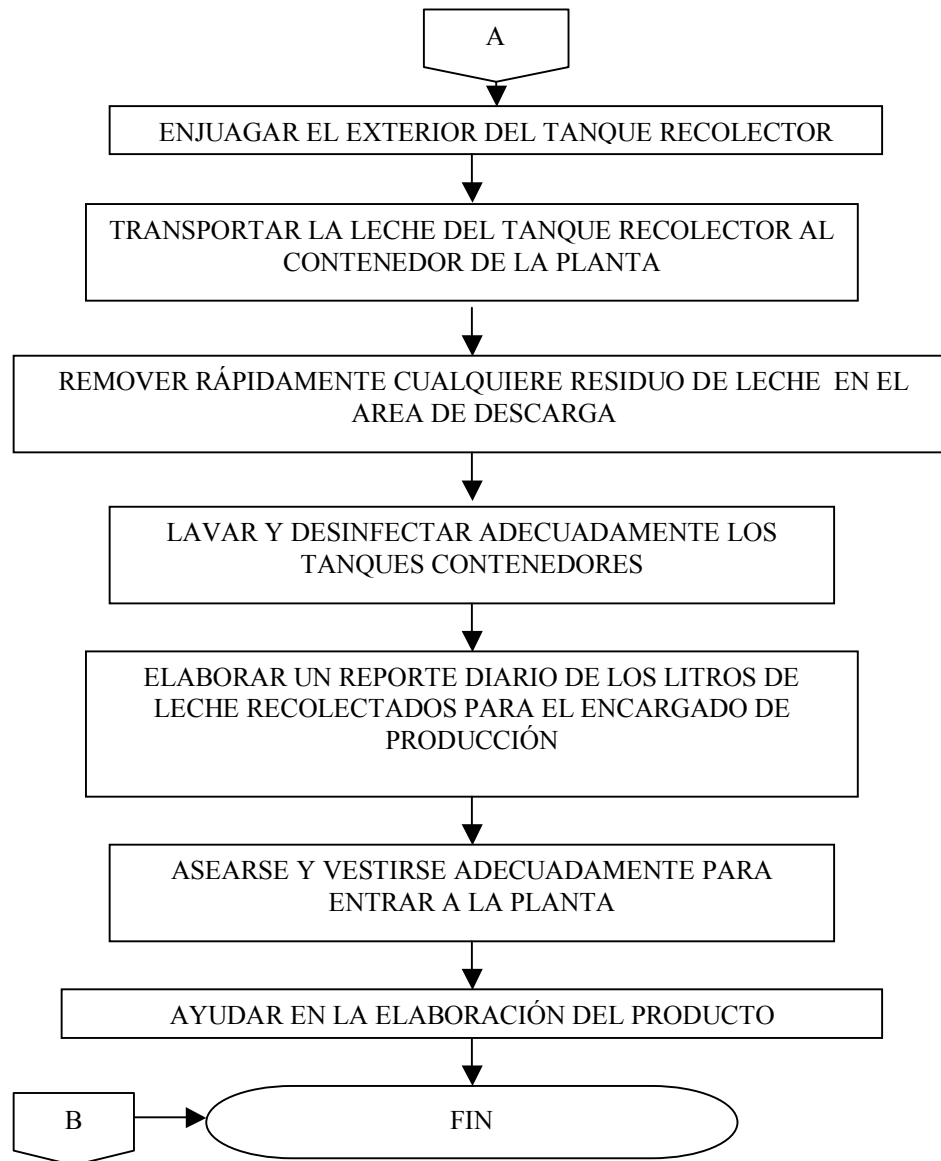 A
ENJUAGAR EL EXTERIOR DEL TANQUE RECOLECTOR
TRANSPORTAR LA LECHE DEL TANQUE RECOLECTOR AL
CONTENEDOR DE LA PLANTA
REMOVER RÁPIDAMENTE CUALQUIERE RESIDUO DE LECHE EN EL
AREA DE DESCARGA
LAVAR Y DESINFECTAR ADECUADAMENTE LOS
TANQUES CONTENEDORES
ELABORAR UN REPORTE DIARIO DE LOS LITROS DE
LECHE RECOLECTADOS PARA EL ENCARGADO DE
PRODUCCIÓN
ASEARSE Y VESTIRSE ADECUADAMENTE PARA
ENTRAR A LA PLANTA
AYUDAR EN LA ELABORACIÓN DEL PRODUCTO
B
FIN